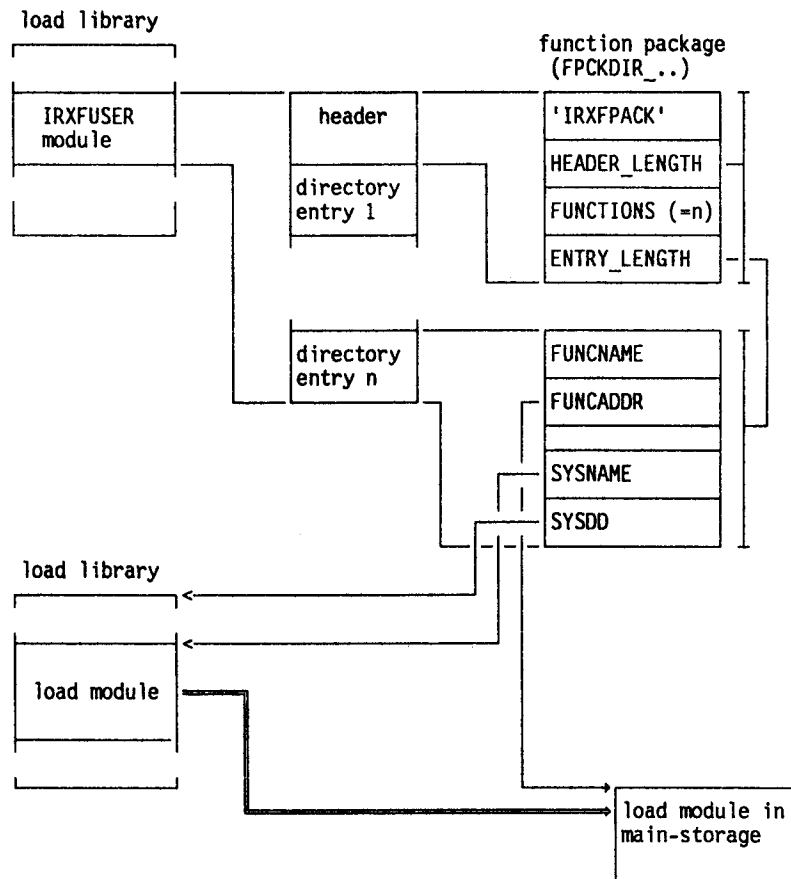 load library
IRXFUSER
module
header
directory
entry 1
function package
(FPCKDIR_..)
'IRXFPACK'
HEADER_LENGTH
FUNCTIONS (=n)
ENTRY_LENGTH
directory
entry n
FUNCNAME
FUNCADDR
SYSNAME
SYSDD
load library
load module
load module in
main-storage